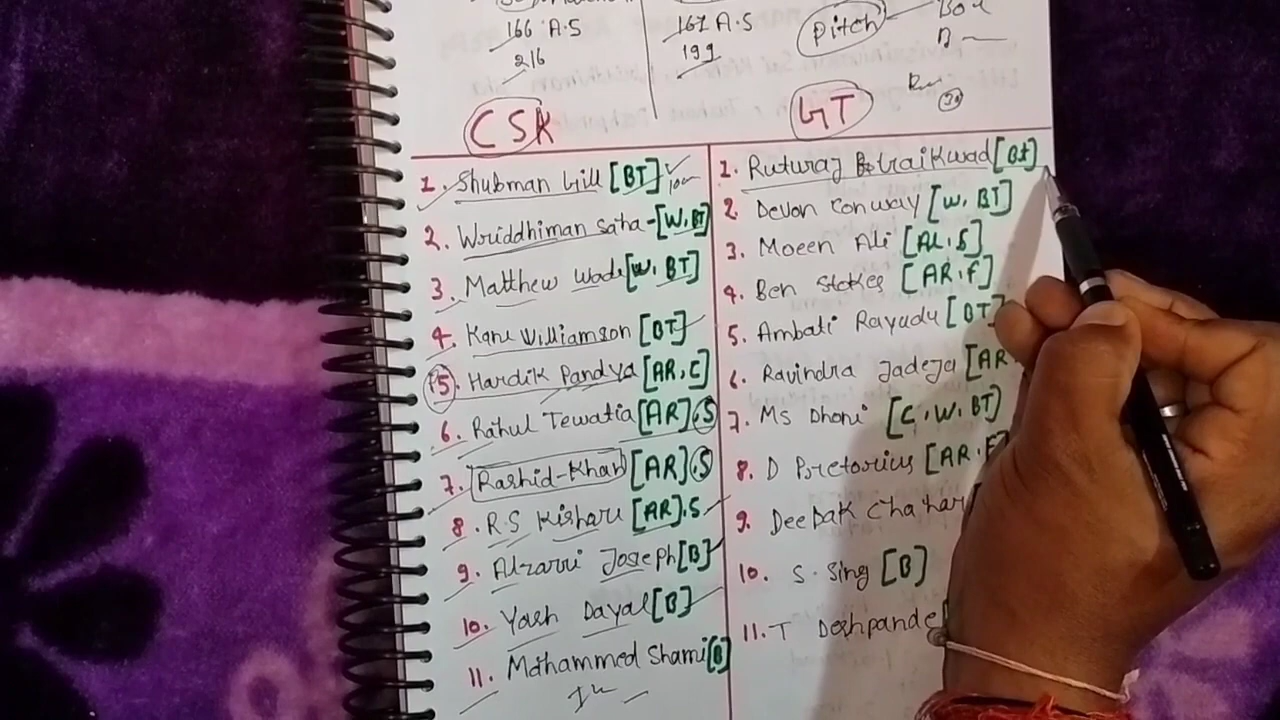 166 A.S
216
161 A.S
199
Pitch
CSK
GT
1. Shubman Gill [BT]
2. Wriddhiman Saha-[W.BT]
3. Matthew Wade [W. BT]
4. Kane Williamson [BT]
5. Hardik Pandya [AR.C]
6. Rahul Tewatia [AR].S
7. Rashid-Khan [AR].S
8. R.S Kishore [AR].S
9. Alzarri Joseph [B]
10. Yash Dayal [B]
11. Mohammed Shami [B]
1. Ruturaj Gaikwad [Bt]
2. Devon Conway [W. BT]
3. Moeen Ali [AL.S]
4. Ben Stokes [AR.F]
5. Ambati Rayudu [BT]
6. Ravindra Jadeja [AR
7. Ms Dhoni [C.W.BT]
8. D Pretorius [AR.F
9. Deepak Chahar [
10. S. Sing [B]
11. T Deshpande [